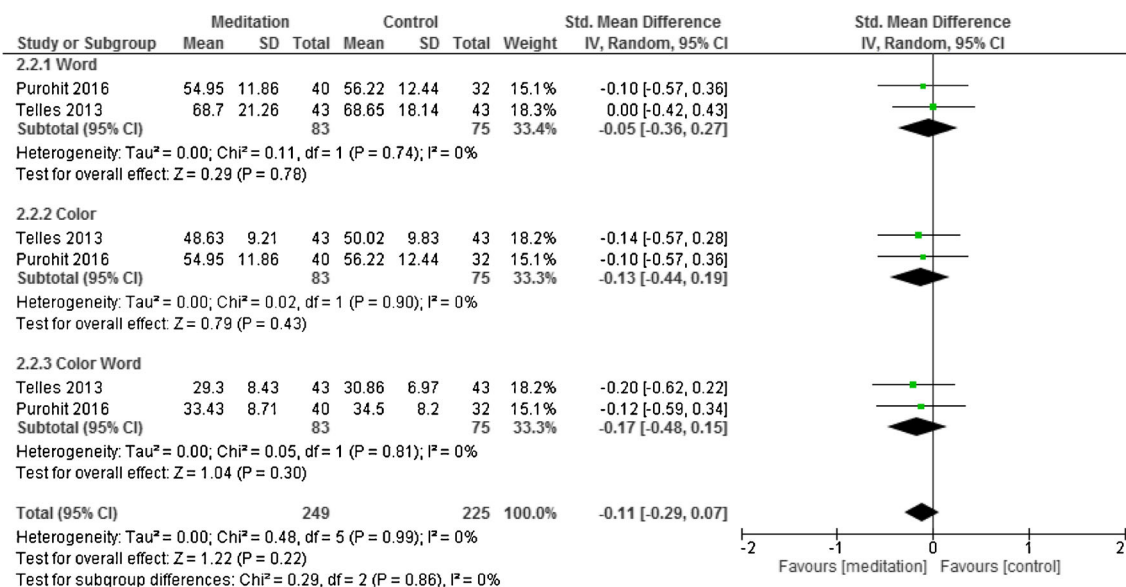 Meditation Control Std. Mean Difference Std. Mean Difference
Study or Subgroup Mean SD Total Mean SD Total Weight IV, Random, 95% CI IV, Random, 95% CI
2.2.1 Word
Purohit 2016 54.95 11.86 40 56.22 12.44 32 15.1% -0.10 [-0.57, 0.36]
Telles 2013 68.7 21.26 43 68.65 18.14 43 18.3% 0.00 [-0.42, 0.43]
Subtotal (95% CI) 83 75 33.4% -0.05 [-0.36, 0.27]
Heterogeneity: Tau² = 0.00; Chi² = 0.11, df = 1 (P = 0.74); I² = 0%
Test for overall effect: Z = 0.29 (P = 0.78)
2.2.2 Color
Telles 2013 48.63 9.21 43 50.02 9.83 43 18.2% -0.14 [-0.57, 0.28]
Purohit 2016 54.95 11.86 40 56.22 12.44 32 15.1% -0.10 [-0.57, 0.36]
Subtotal (95% CI) 83 75 33.3% -0.13 [-0.44, 0.19]
Heterogeneity: Tau² = 0.00; Chi² = 0.02, df = 1 (P = 0.90); I² = 0%
Test for overall effect: Z = 0.79 (P = 0.43)
2.2.3 Color Word
Telles 2013 29.3 8.43 43 30.86 6.97 43 18.2% -0.20 [-0.62, 0.22]
Purohit 2016 33.43 8.71 40 34.5 8.2 32 15.1% -0.12 [-0.59, 0.34]
Subtotal (95% CI) 83 75 33.3% -0.17 [-0.48, 0.15]
Heterogeneity: Tau² = 0.00; Chi² = 0.05, df = 1 (P = 0.81); I² = 0%
Test for overall effect: Z = 1.04 (P = 0.30)
Total (95% CI) 249 225 100.0% -0.11 [-0.29, 0.07]
Heterogeneity: Tau² = 0.00; Chi² = 0.48, df = 5 (P = 0.99); I² = 0%
Test for overall effect: Z = 1.22 (P = 0.22)
Test for subgroup differences: Chi² = 0.29, df = 2 (P = 0.86), I² = 0%
-2 -1 0 1 2
Favours [meditation] Favours [control]